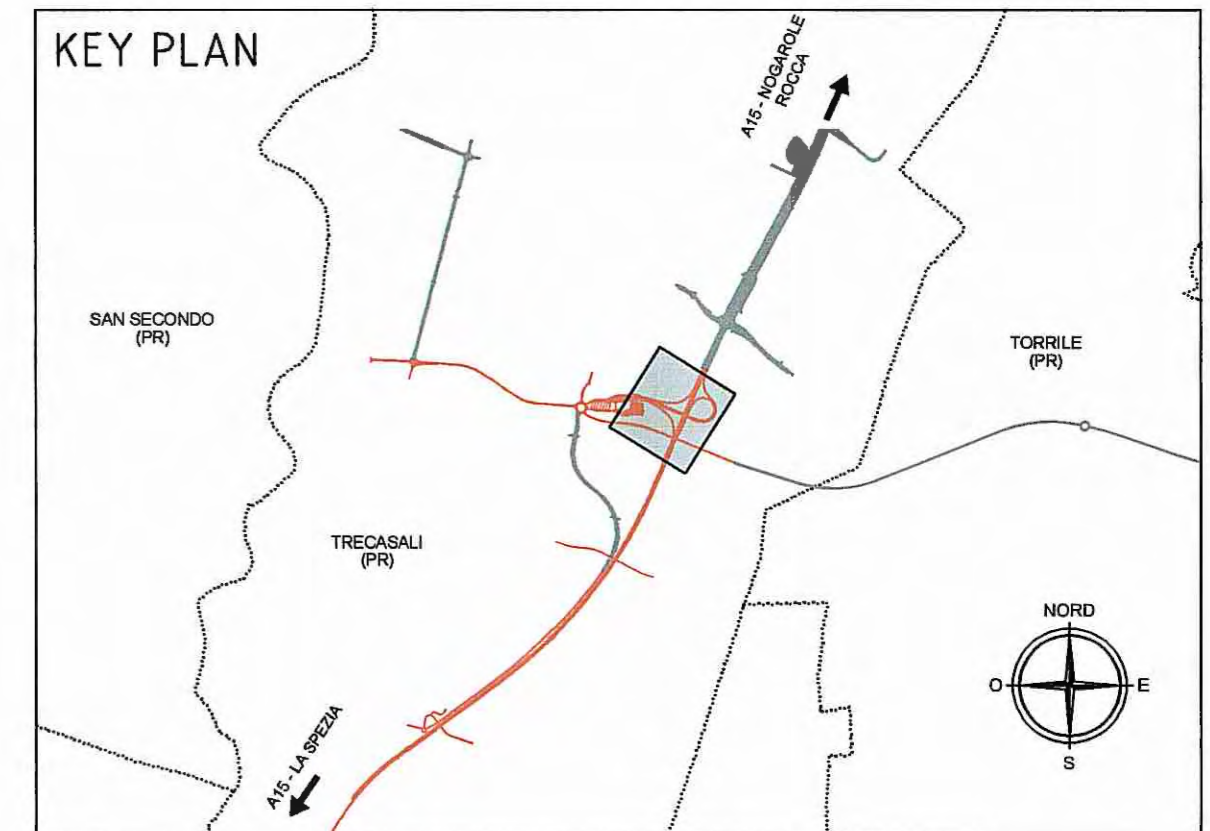 KEY PLAN
A15 - NOGAROLE
ROCCA
SAN SECONDO
(PR)
TORRILE
(PR)
TRECASALI
(PR)
NORD
O
E
S
A15 - LA SPEZIA